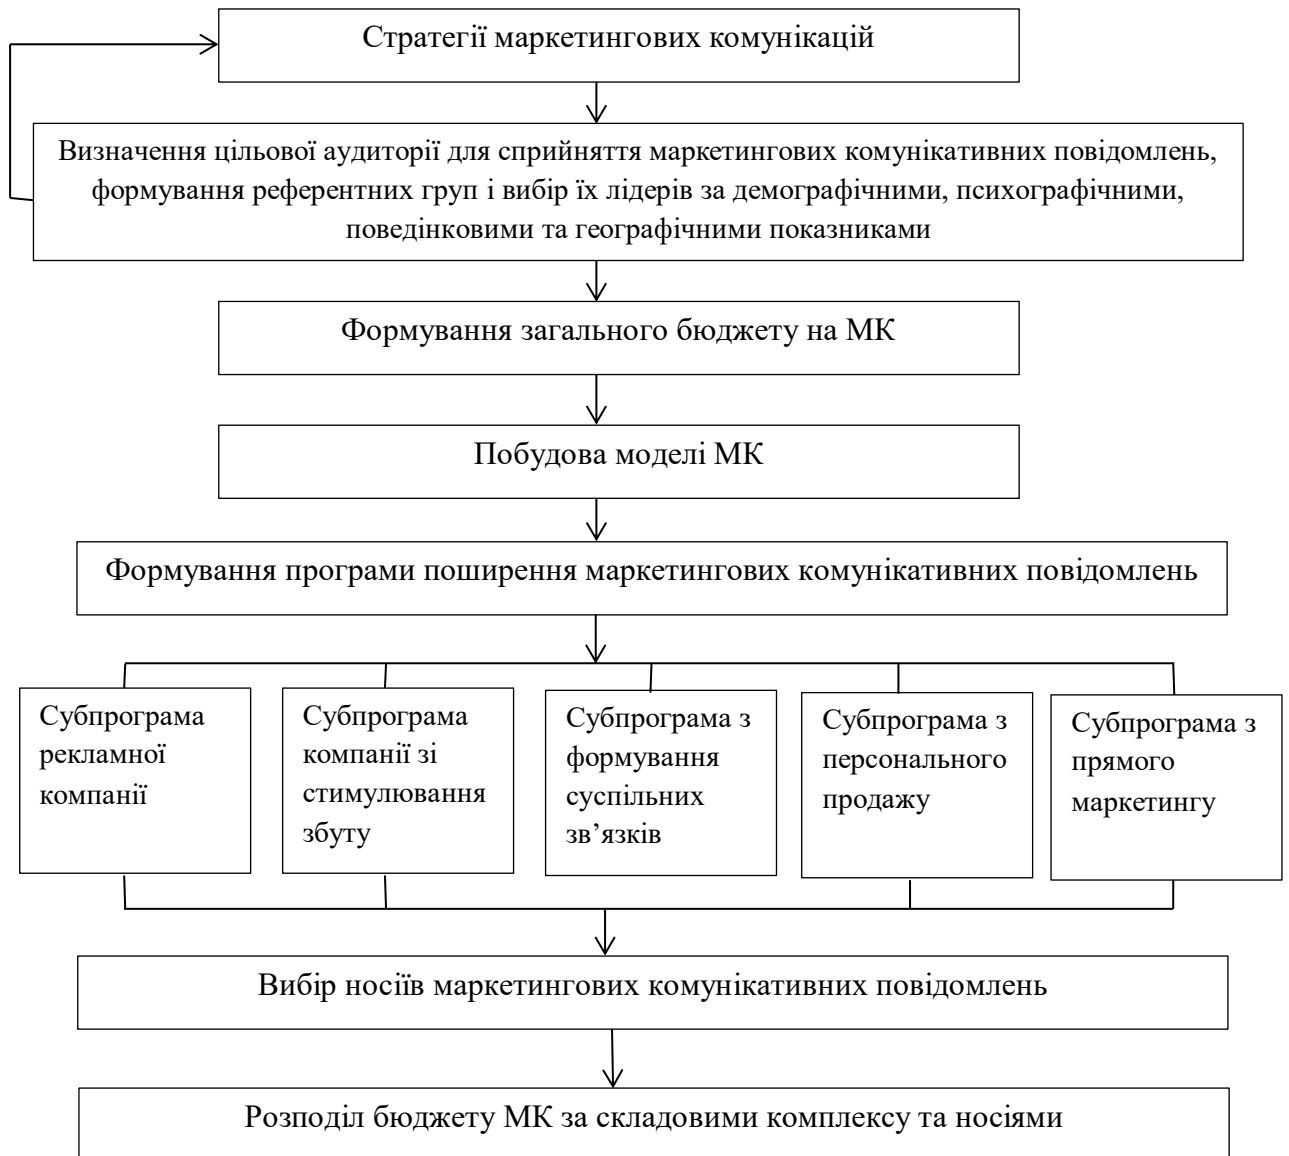 Стратегії маркетингових комунікацій
Визначення цільової аудиторії для сприйняття маркетингових комунікативних повідомлень,
формування референтних груп і вибір їх лідерів за демографічними, психографічними,
поведінковими та географічними показниками
Формування загального бюджету на МК
Побудова моделі МК
Формування програми поширення маркетингових комунікативних повідомлень
Субпрограма
рекламної
компанії
Субпрограма
компанії зі
стимулювання
збуту
Субпрограма з
формування
суспільних
зв’язків
Субпрограма з
персонального
продажу
Субпрограма з
прямого
маркетингу
Вибір носіїв маркетингових комунікативних повідомлень
Розподіл бюджету МК за складовими комплексу та носіями